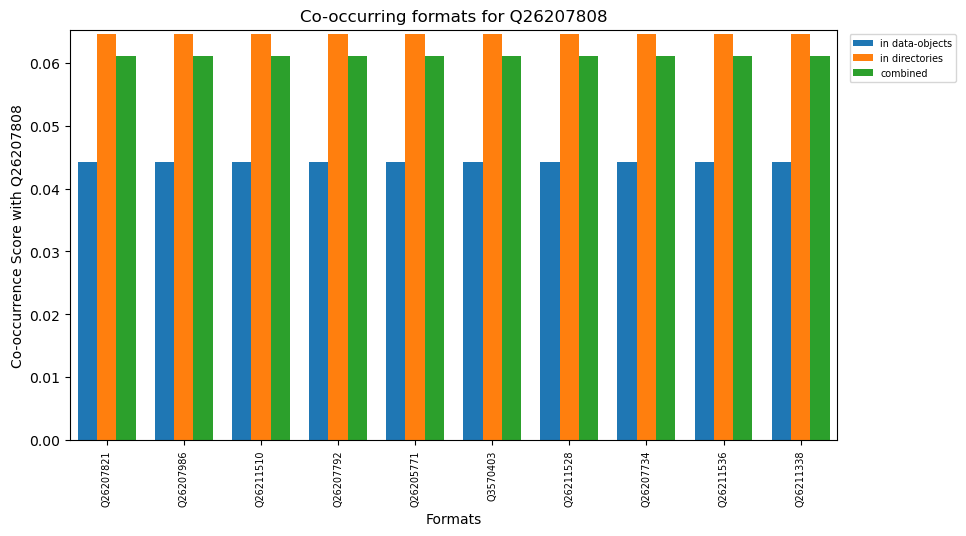 Co-occurring formats for Q26207808
in data-objects
in directories
combined
Co-occurrence Score with Q26207808
0.06
0.05
0.04
0.03
0.02
0.01
0.00
Q26207821
Q26207986
Q26211510
Q26207792
Q26205771
Q3570403
Q26211528
Q26207734
Q26211536
Q26211338
Formats